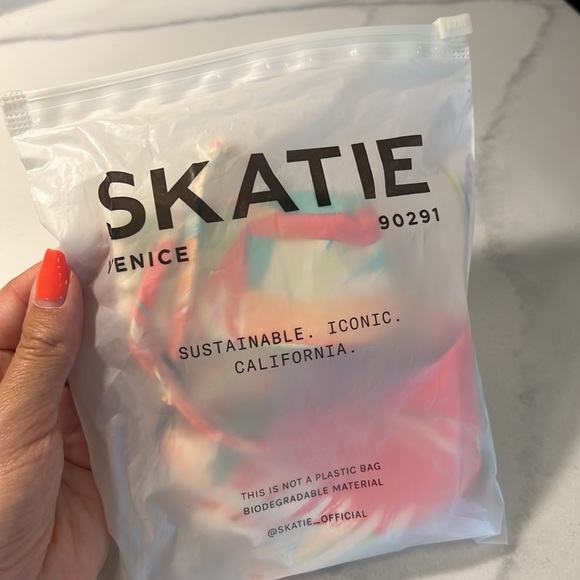 SKATIE
VENICE 90291
SUSTAINABLE. ICONIC.
CALIFORNIA.
THIS IS NOT A PLASTIC BAG
BIODEGRADABLE MATERIAL
@SKATIE_OFFICIAL